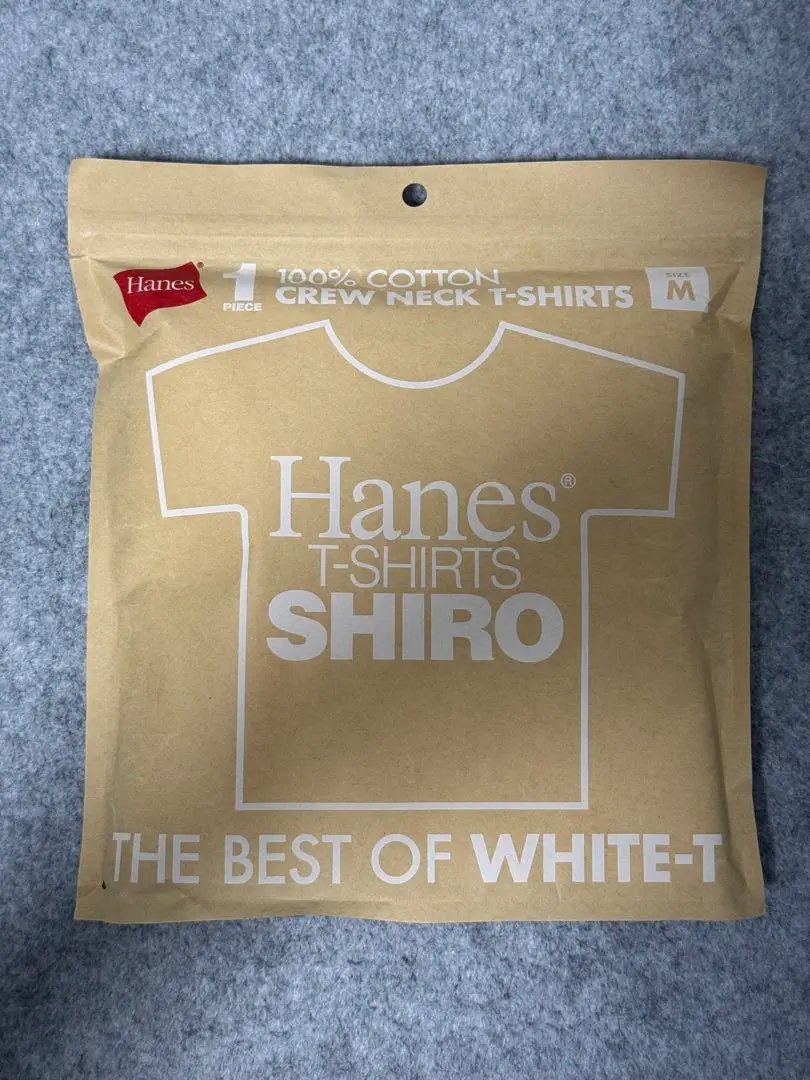 Hanes®
1
PIECE
100% COTTON
CREW NECK T-SHIRTS
SIZE
M
Hanes®
T-SHIRTS
SHIRO
THE BEST OF WHITE-T